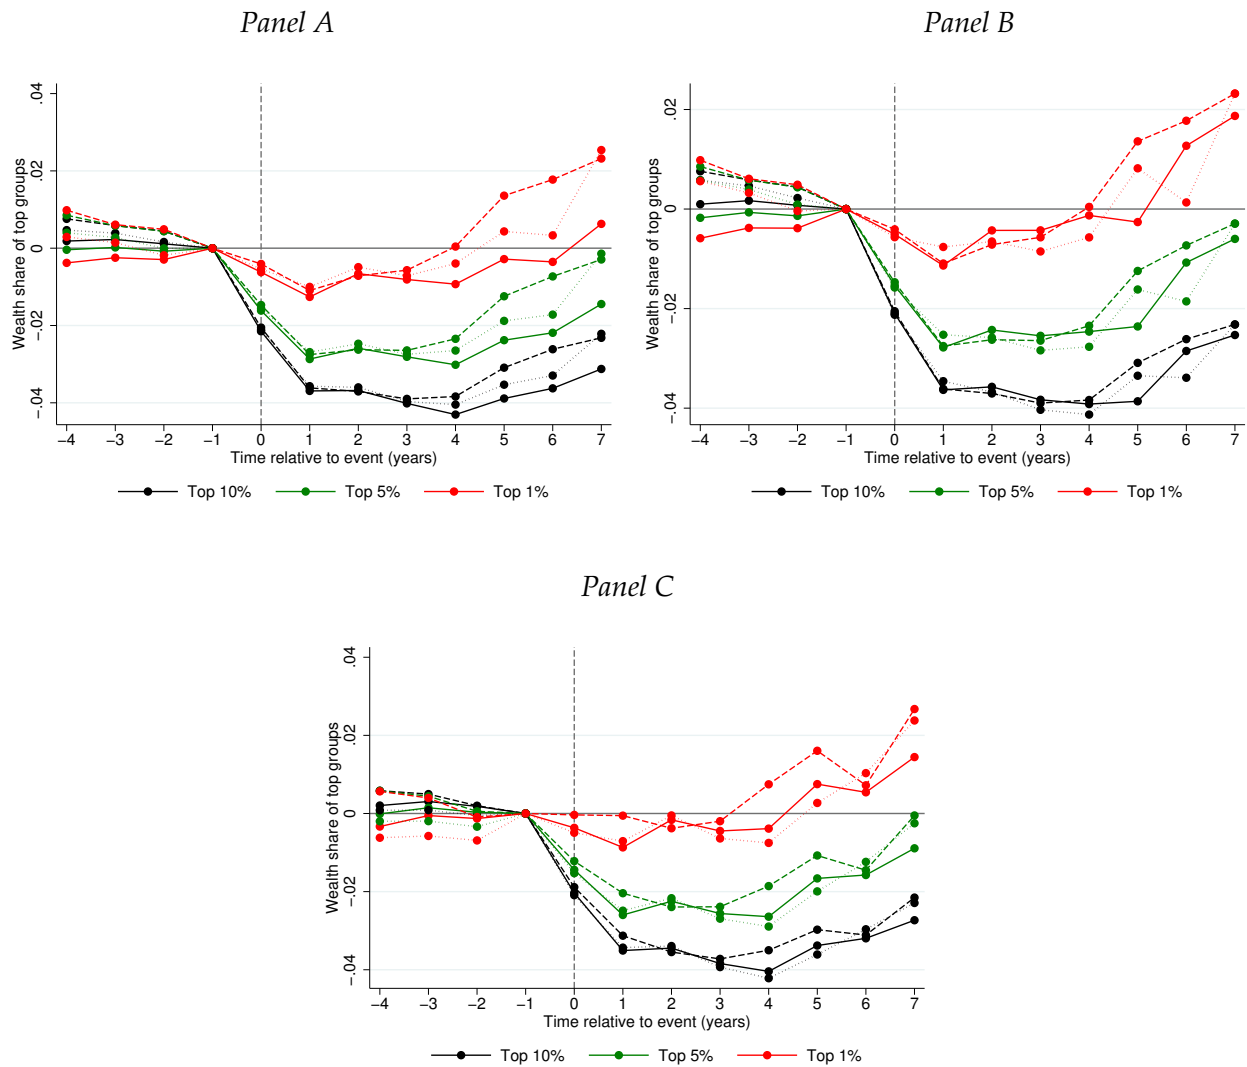 Panel A
Wealth share of top groups
.04
.02
0
−.02
−.04
−4 −3 −2 −1 0 1 2 3 4 5 6 7
Time relative to event (years)
Top 10% Top 5% Top 1%
Panel B
Wealth share of top groups
.02
0
−.02
−.04
−4 −3 −2 −1 0 1 2 3 4 5 6 7
Time relative to event (years)
Top 10% Top 5% Top 1%
Panel C
Wealth share of top groups
.04
.02
0
−.02
−.04
−4 −3 −2 −1 0 1 2 3 4 5 6 7
Time relative to event (years)
Top 10% Top 5% Top 1%